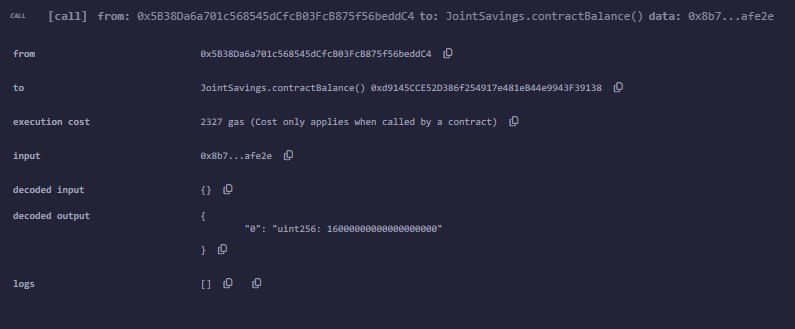 CALL [call] from: 0x5B38Da6a701c568545dCfcB03FcB875f56beddC4 to: JointSavings.contractBalance() data: 0x8b7...afe2e
from 0x5B38Da6a701c568545dCfcB03FcB875f56beddC4
to JointSavings.contractBalance() 0xd9145CCE52D386f254917e481eB44e9943F39138
execution cost 2327 gas (Cost only applies when called by a contract)
input 0x8b7...afe2e
decoded input {}
decoded output {
"0": "uint256: 16000000000000000000"
}
logs []